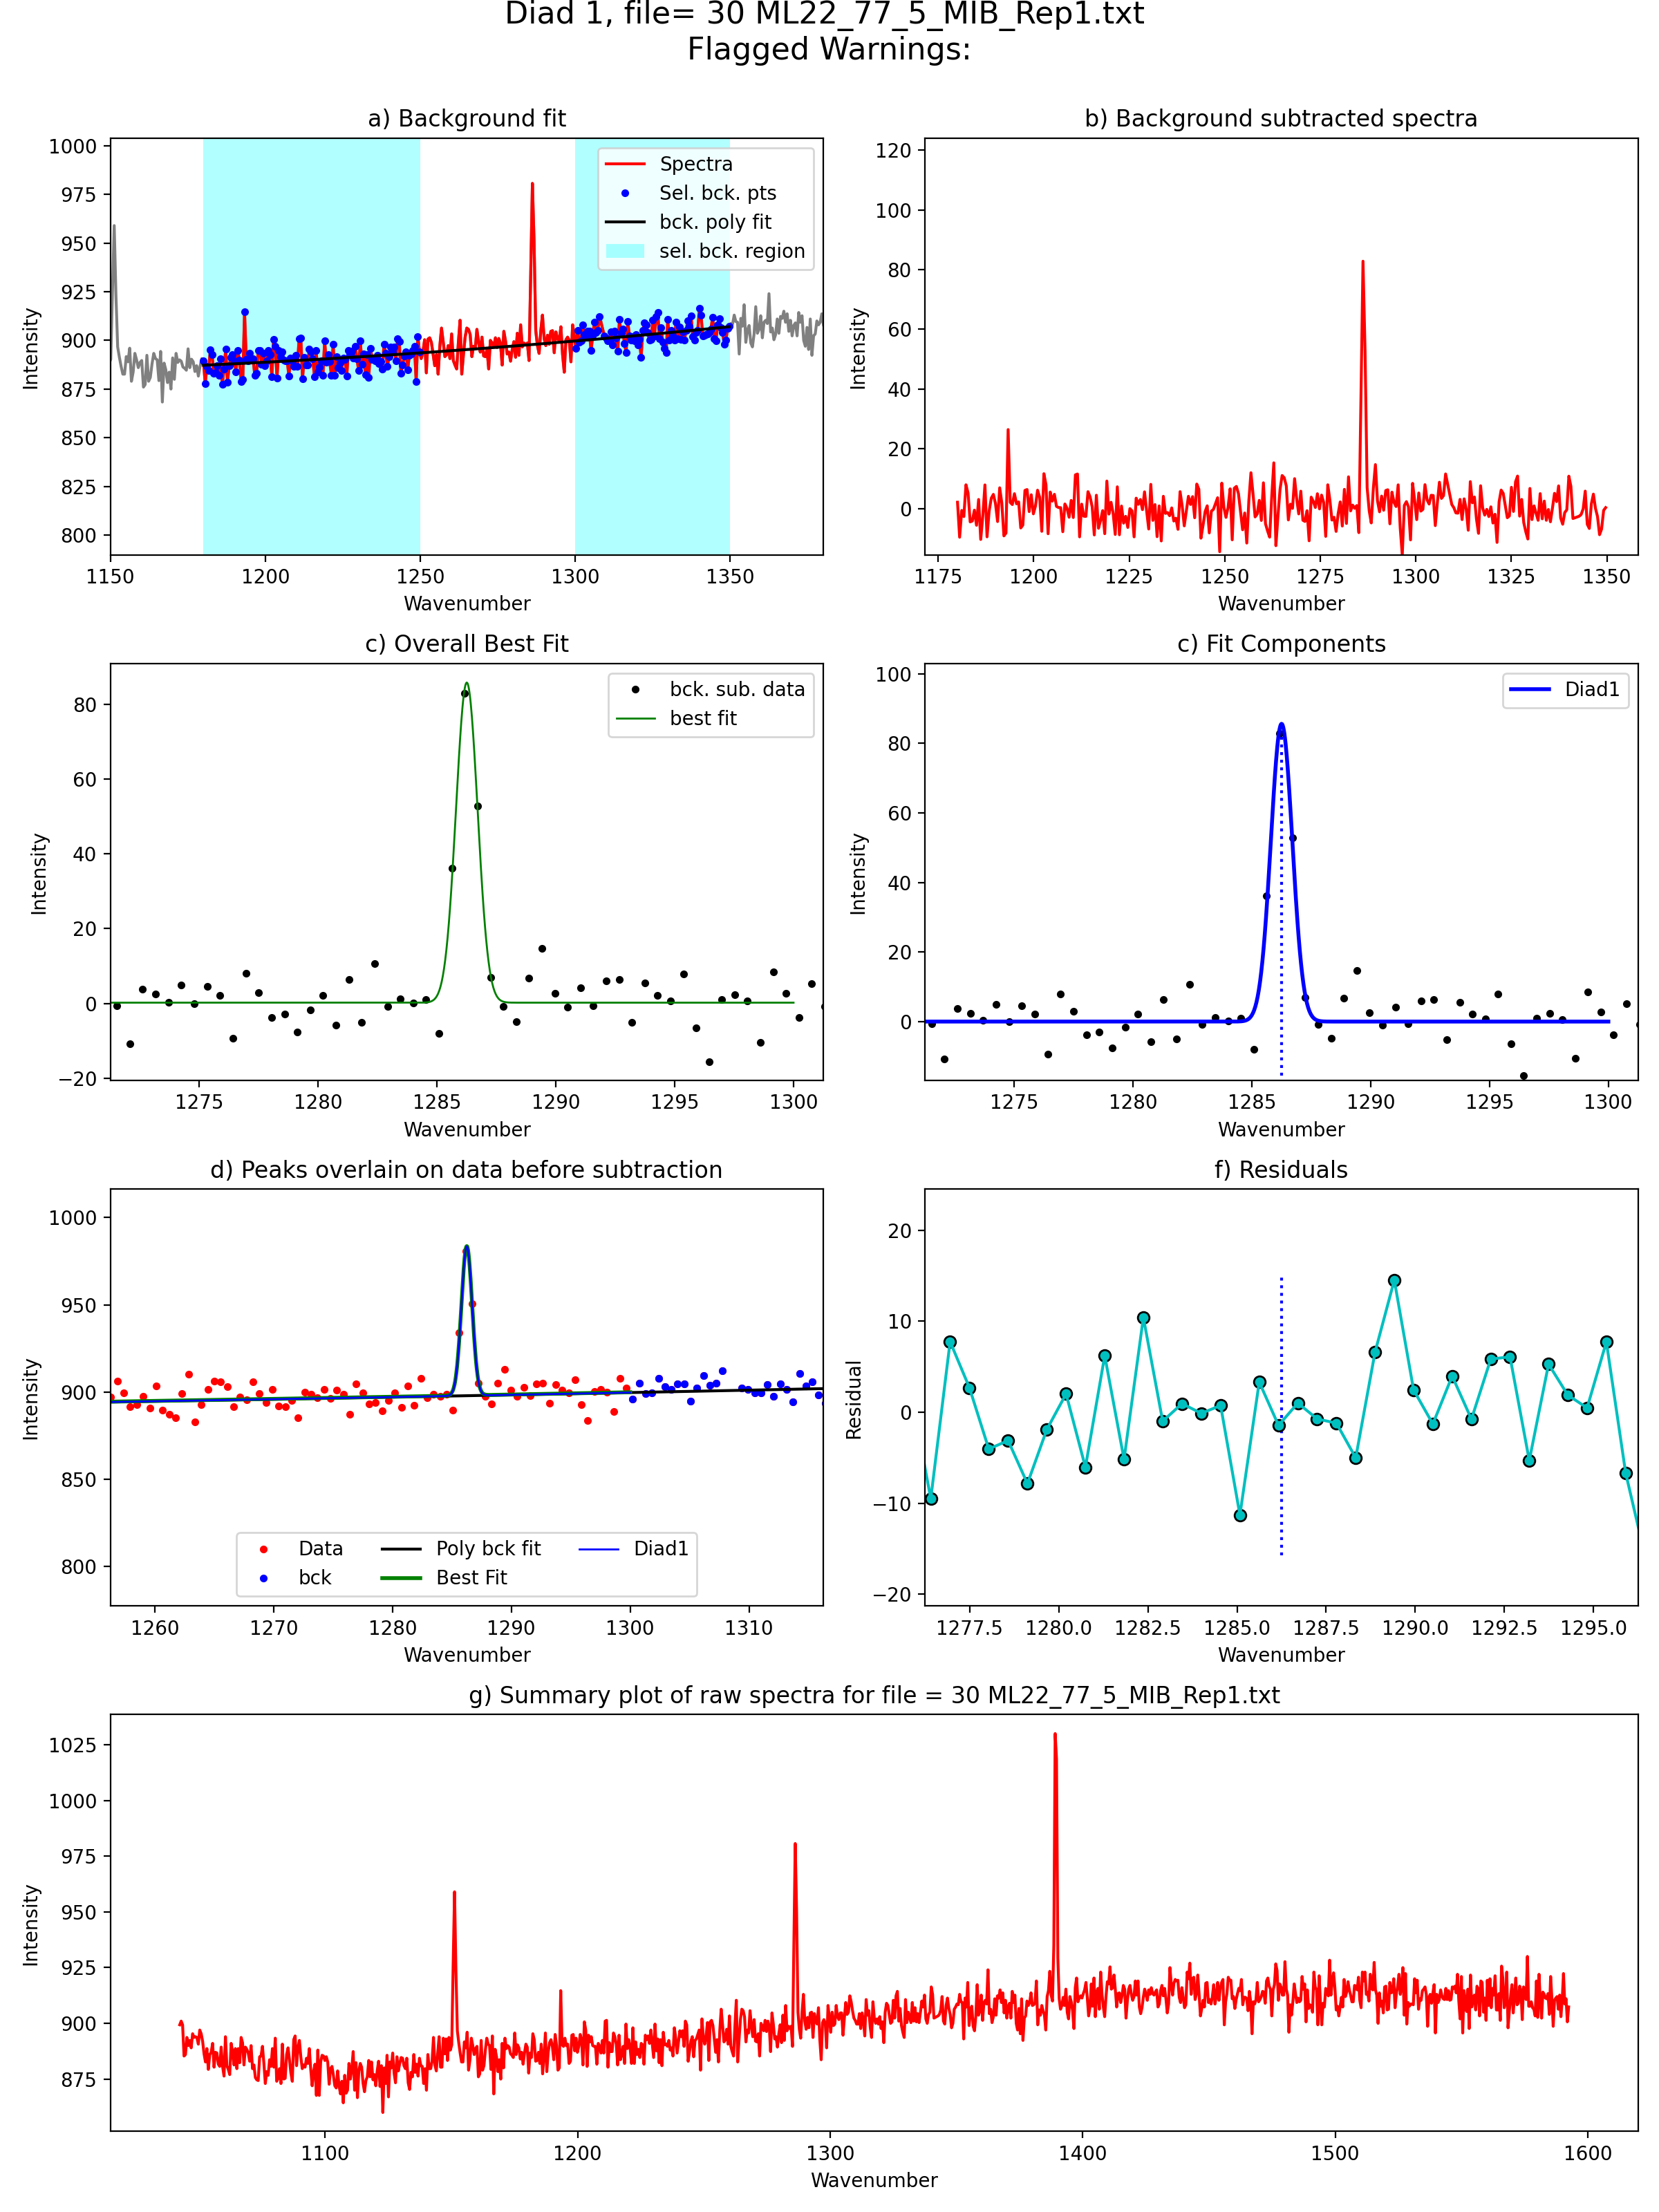 Diad 1, file= 30 ML22_77_5_MIB_Rep1.txt
Flagged Warnings:
a) Background fit
Intensity
1000
975
950
925
900
875
850
825
800
Spectra
Sel. bck. pts
bck. poly fit
sel. bck. region
1150 1200 1250 1300 1350
Wavenumber
b) Background subtracted spectra
Intensity
120
100
80
60
40
20
0
1175 1200 1225 1250 1275 1300 1325 1350
Wavenumber
c) Overall Best Fit
Intensity
80
60
40
20
0
−20
bck. sub. data
best fit
1275 1280 1285 1290 1295 1300
Wavenumber
c) Fit Components
Intensity
100
80
60
40
20
0
Diad1
1275 1280 1285 1290 1295 1300
Wavenumber
d) Peaks overlain on data before subtraction
Intensity
1000
950
900
850
800
Data Poly bck fit Diad1
bck Best Fit
1260 1270 1280 1290 1300 1310
Wavenumber
f) Residuals
Residual
20
10
0
−10
−20
1277.5 1280.0 1282.5 1285.0 1287.5 1290.0 1292.5 1295.0
Wavenumber
g) Summary plot of raw spectra for file = 30 ML22_77_5_MIB_Rep1.txt
Intensity
1025
1000
975
950
925
900
875
1100 1200 1300 1400 1500 1600
Wavenumber